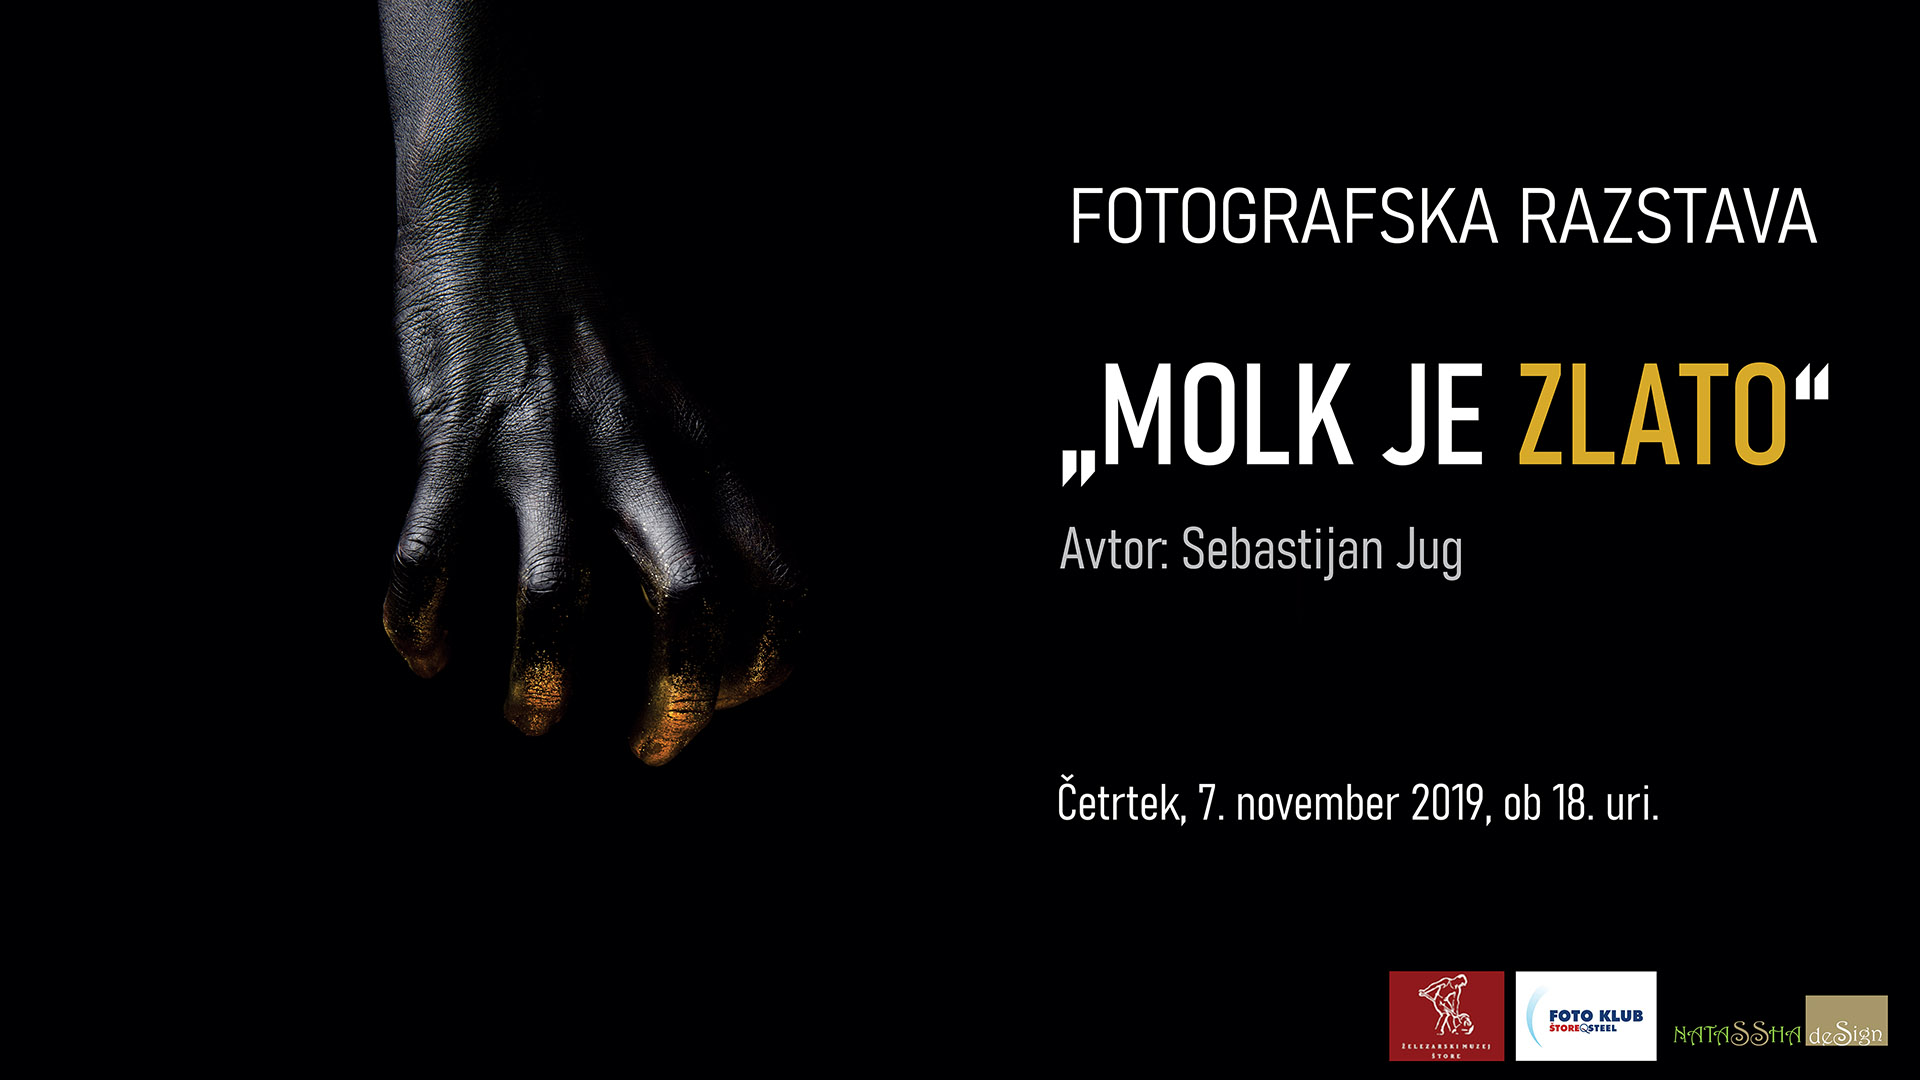 FOTOGRAFSKA RAZSTAVA
„MOLK JE ZLATO“
Avtor: Sebastijan Jug
Četrtek, 7. november 2019, ob 18. uri.
ŽELEZARSKI MUZEJ
ŠTORE
FOTO KLUB
ŠTORE STEEL
NATASSHA deSign